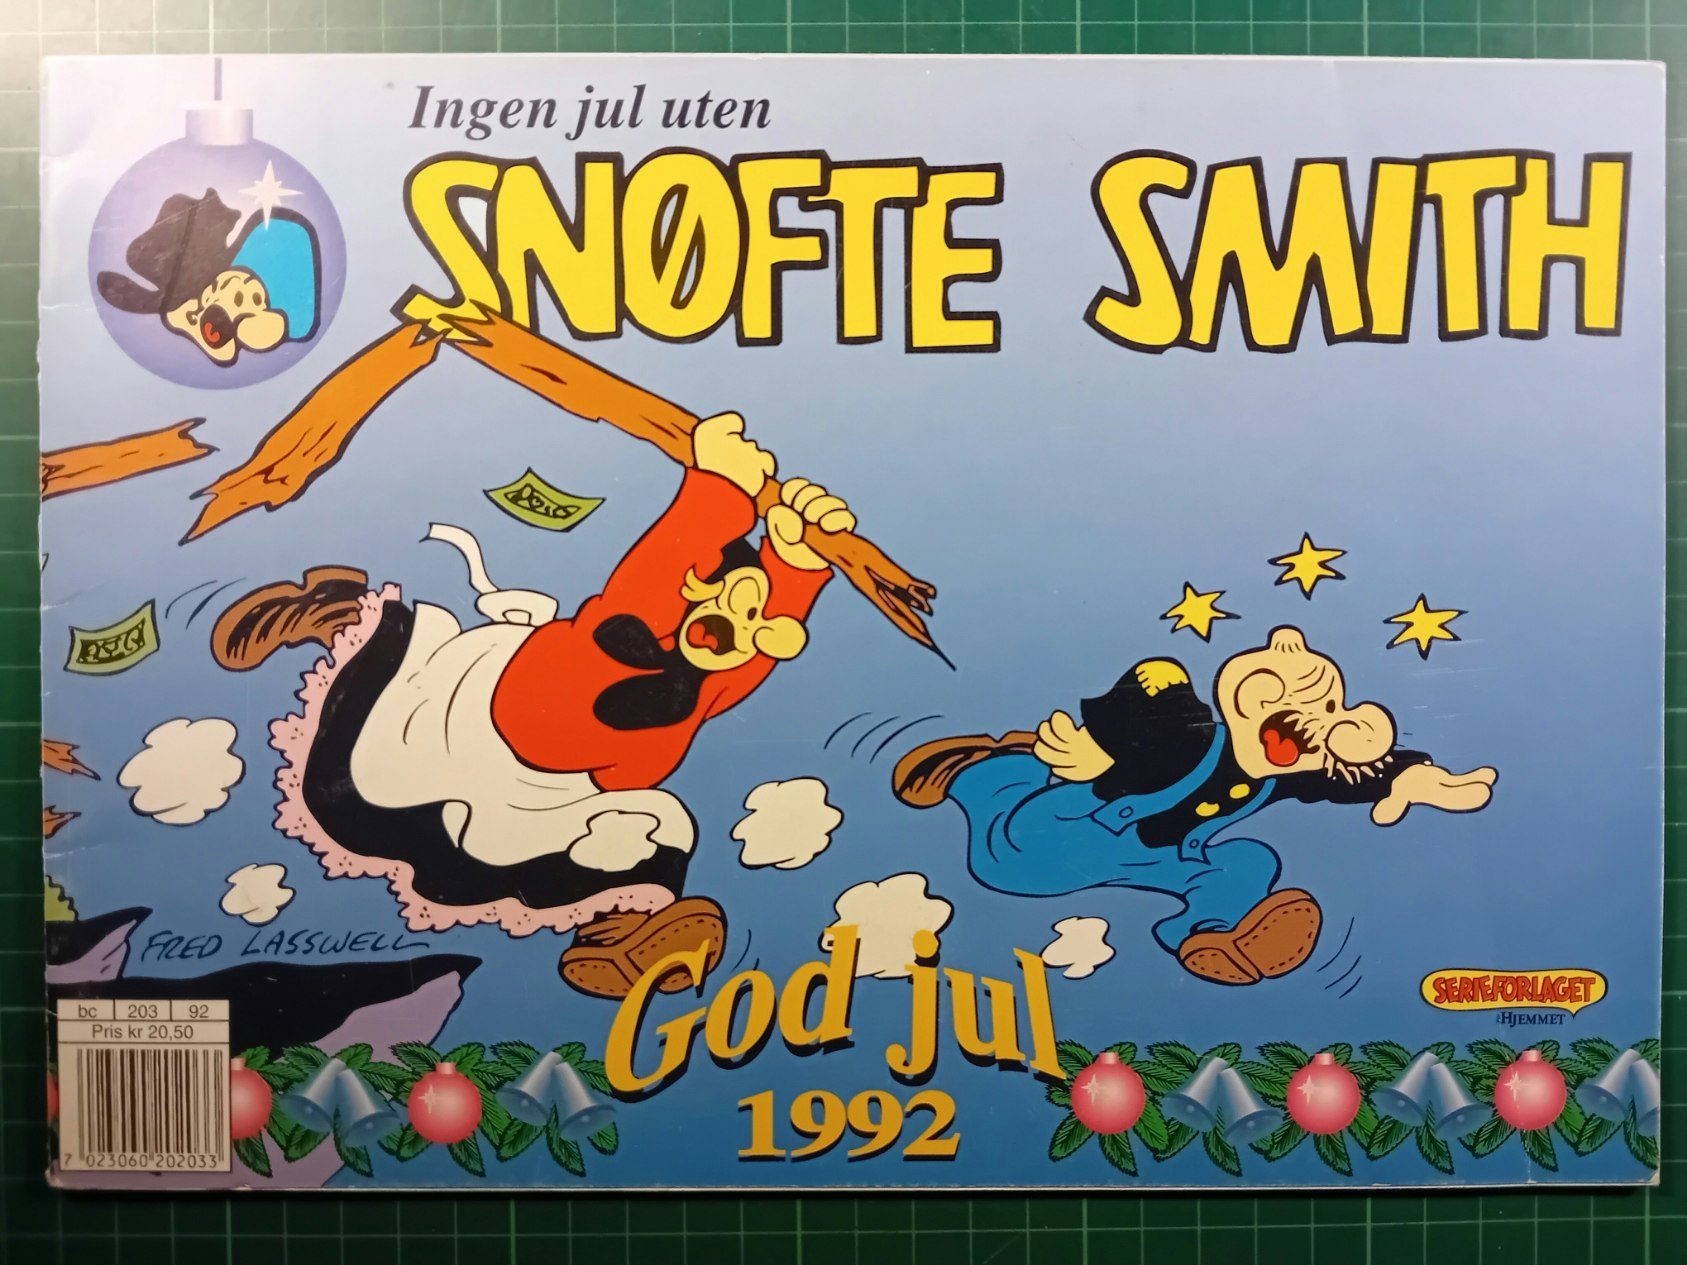 Ingen jul uten
SNØFTE SMITH
FRED LASSWELL
God jul
1992
SERIEFORLAGET
HJEMMET
bc 203 92
Pris kr 20,50
7 023060 202033